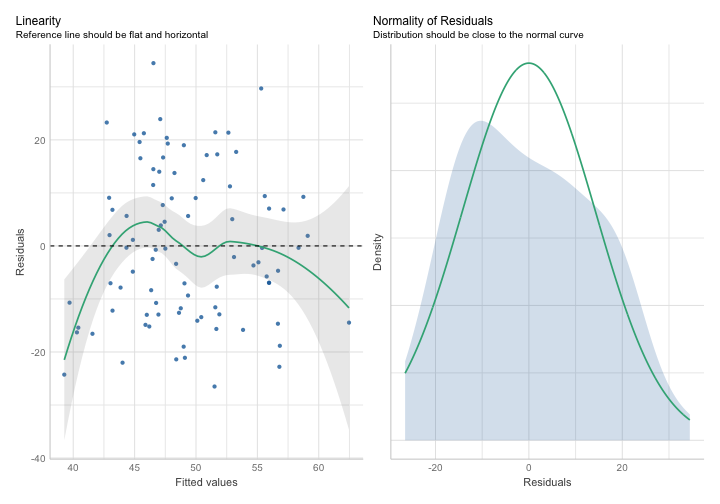 Linearity
Reference line should be flat and horizontal
Residuals
20
0
-20
-40
40
45
50
55
60
Fitted values
Normality of Residuals
Distribution should be close to the normal curve
Density
-20
0
20
Residuals